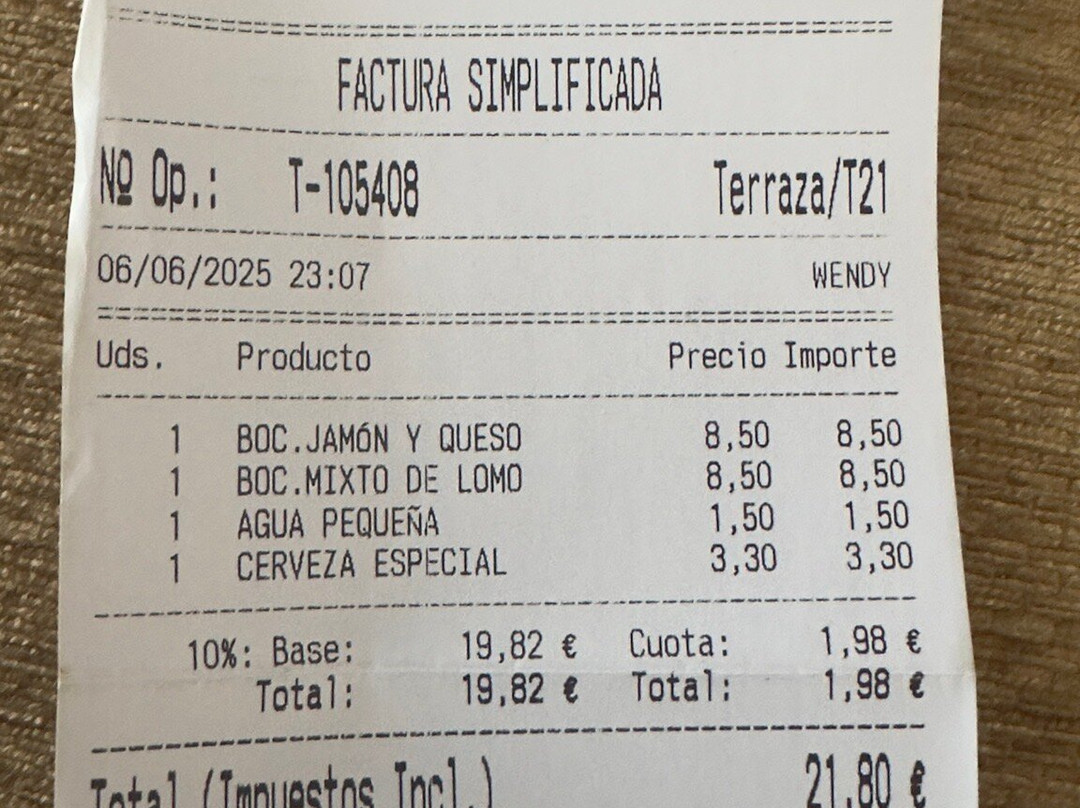 FACTURA SIMPLIFICADA
Nº Op.: T-105408 Terraza/T21
06/06/2025 23:07 WENDY
Uds. Producto Precio Importe
1 BOC.JAMÓN Y QUESO 8,50 8,50
1 BOC.MIXTO DE LOMO 8,50 8,50
1 AGUA PEQUEÑA 1,50 1,50
1 CERVEZA ESPECIAL 3,30 3,30
10%: Base: 19,82 € Cuota: 1,98 €
Total: 19,82 € Total: 1,98 €
Total (Impuestos Incl.) 21,80 €